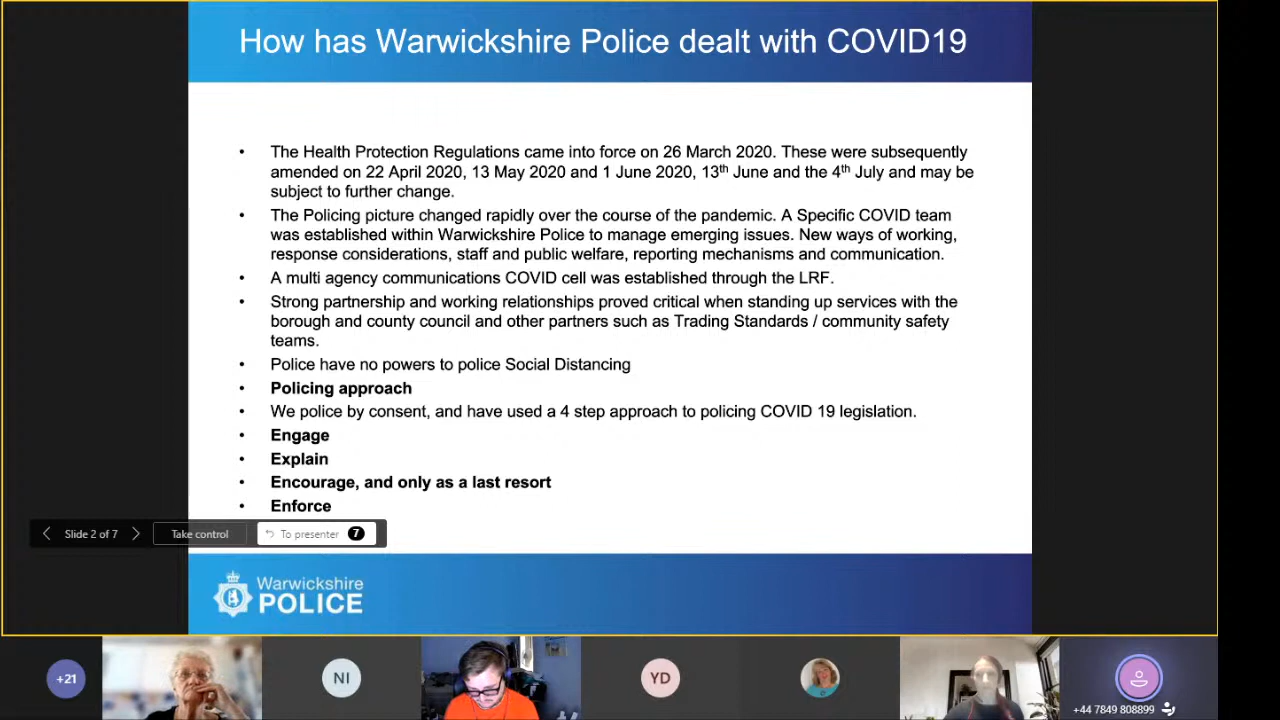 How has Warwickshire Police dealt with COVID19
• The Health Protection Regulations came into force on 26 March 2020. These were subsequently
amended on 22 April 2020, 13 May 2020 and 1 June 2020, 13th June and the 4th July and may be
subject to further change.
• The Policing picture changed rapidly over the course of the pandemic. A Specific COVID team
was established within Warwickshire Police to manage emerging issues. New ways of working,
response considerations, staff and public welfare, reporting mechanisms and communication.
• A multi agency communications COVID cell was established through the LRF.
• Strong partnership and working relationships proved critical when standing up services with the
borough and county council and other partners such as Trading Standards / community safety
teams.
• Police have no powers to police Social Distancing
• Policing approach
• We police by consent, and have used a 4 step approach to policing COVID 19 legislation.
• Engage
• Explain
• Encourage, and only as a last resort
• Enforce
Slide 2 of 7 Take control To presenter 7
Warwickshire
POLICE
+21 NI YD
+44 7849 808899